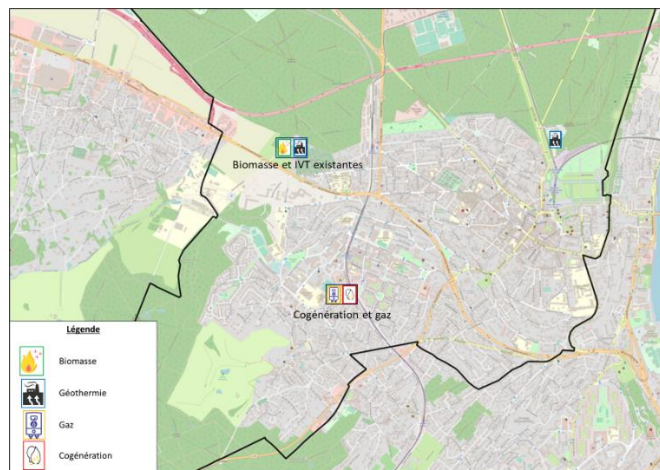 Biomasse et IVT existantes
Cogénération et gaz
Légende
Biomasse
Géothermie
Gaz
Cogénération